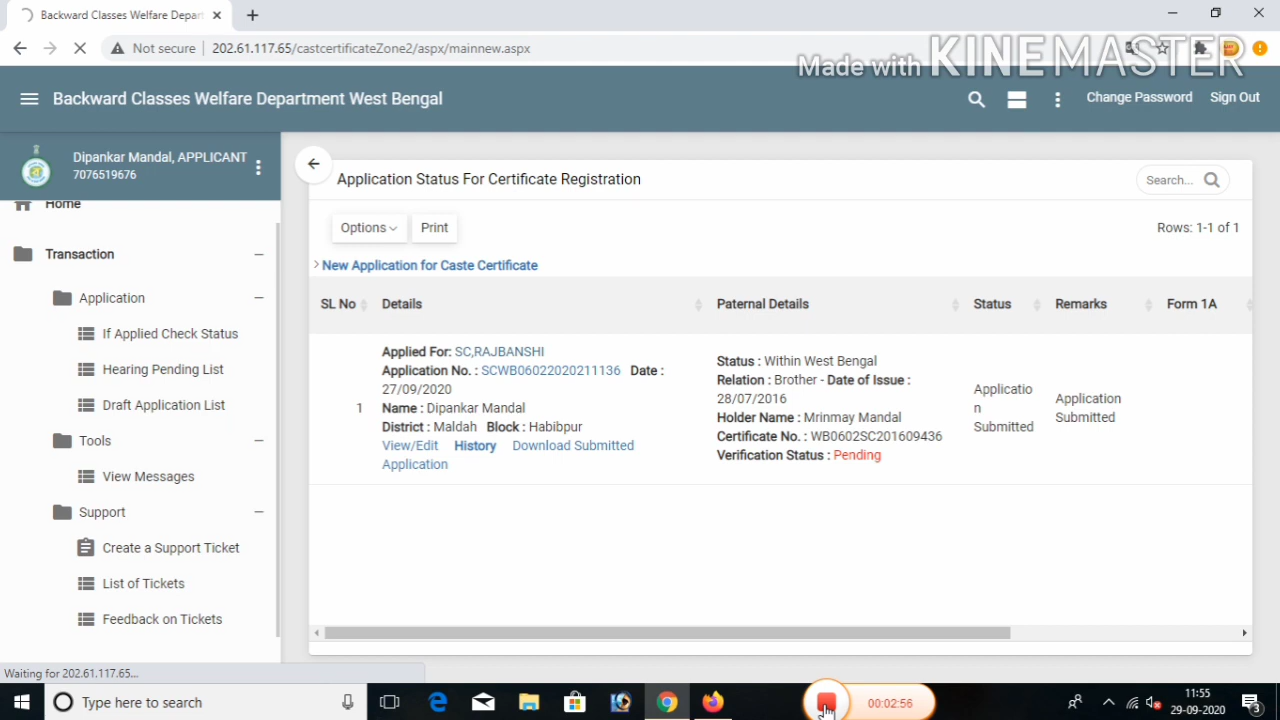 Backward Classes Welfare Depart
Not secure 202.61.117.65/castcertificateZone2/aspx/mainnew.aspx
Made with KINEMASTER
Backward Classes Welfare Department West Bengal
Change Password Sign Out
Dipankar Mandal, APPLICANT
7076519676
Home
Transaction
Application
If Applied Check Status
Hearing Pending List
Draft Application List
Tools
View Messages
Support
Create a Support Ticket
List of Tickets
Feedback on Tickets
Application Status For Certificate Registration
Search...
Options Print Rows: 1-1 of 1
New Application for Caste Certificate
SL No Details Paternal Details Status Remarks Form 1A
1
Applied For: SC,RAJBANSHI
Application No. : SCWB06022020211136 Date :
27/09/2020
Name : Dipankar Mandal
District : Maldah Block : Habibpur
View/Edit History Download Submitted
Application
Status : Within West Bengal
Relation : Brother - Date of Issue :
28/07/2016
Holder Name : Mrinmay Mandal
Certificate No. : WB0602SC201609436
Verification Status : Pending
Applicatio
n
Submitted
Application
Submitted
Waiting for 202.61.117.65...
Type here to search
00:02:56
11:55
29-09-2020
3